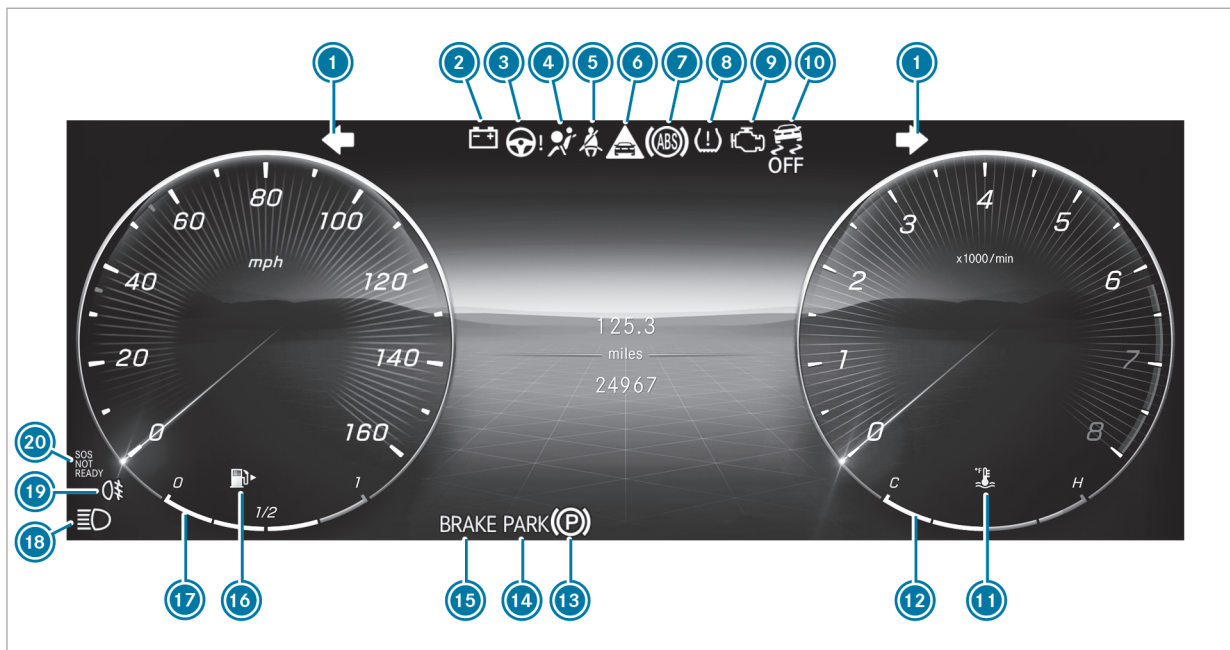 1 2 3 4 5 6 7 8 9 10 1
ABS
OFF
0 20 40 60 80 100 120 140 160
mph
125.3
miles
24967
0 1 2 3 4 5 6 7 8
x1000/min
20 SOS
NOT
READY
19
18
0 1/2 1
BRAKE PARK P
C °F H
17 16 15 14 13 12 11